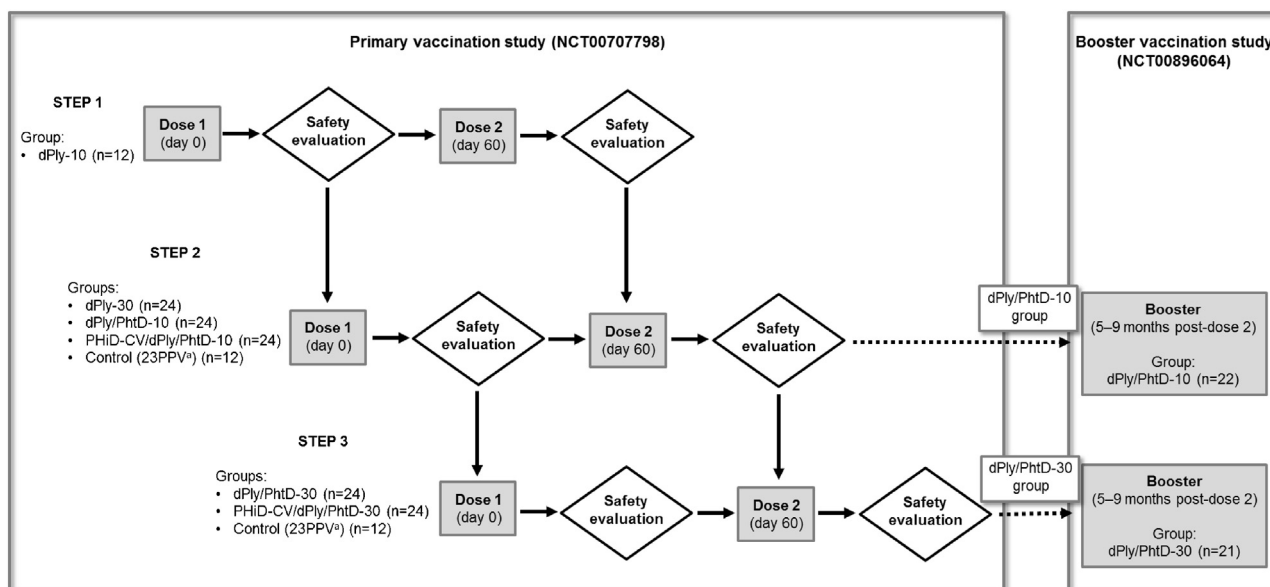 Primary vaccination study (NCT00707798)
Booster vaccination study
(NCT00896064)
STEP 1
Group:
• dPly-10 (n=12)
Dose 1
(day 0)
Safety
evaluation
Dose 2
(day 60)
Safety
evaluation
STEP 2
Groups:
• dPly-30 (n=24)
• dPly/PhtD-10 (n=24)
• PHiD-CV/dPly/PhtD-10 (n=24)
• Control (23PPVᵃ) (n=12)
Dose 1
(day 0)
Safety
evaluation
Dose 2
(day 60)
Safety
evaluation
dPly/PhtD-10
group
Booster
(5–9 months post-dose 2)
Group:
dPly/PhtD-10 (n=22)
STEP 3
Groups:
• dPly/PhtD-30 (n=24)
• PHiD-CV/dPly/PhtD-30 (n=24)
• Control (23PPVᵃ) (n=12)
Dose 1
(day 0)
Safety
evaluation
Dose 2
(day 60)
Safety
evaluation
dPly/PhtD-30
group
Booster
(5–9 months post-dose 2)
Group:
dPly/PhtD-30 (n=21)